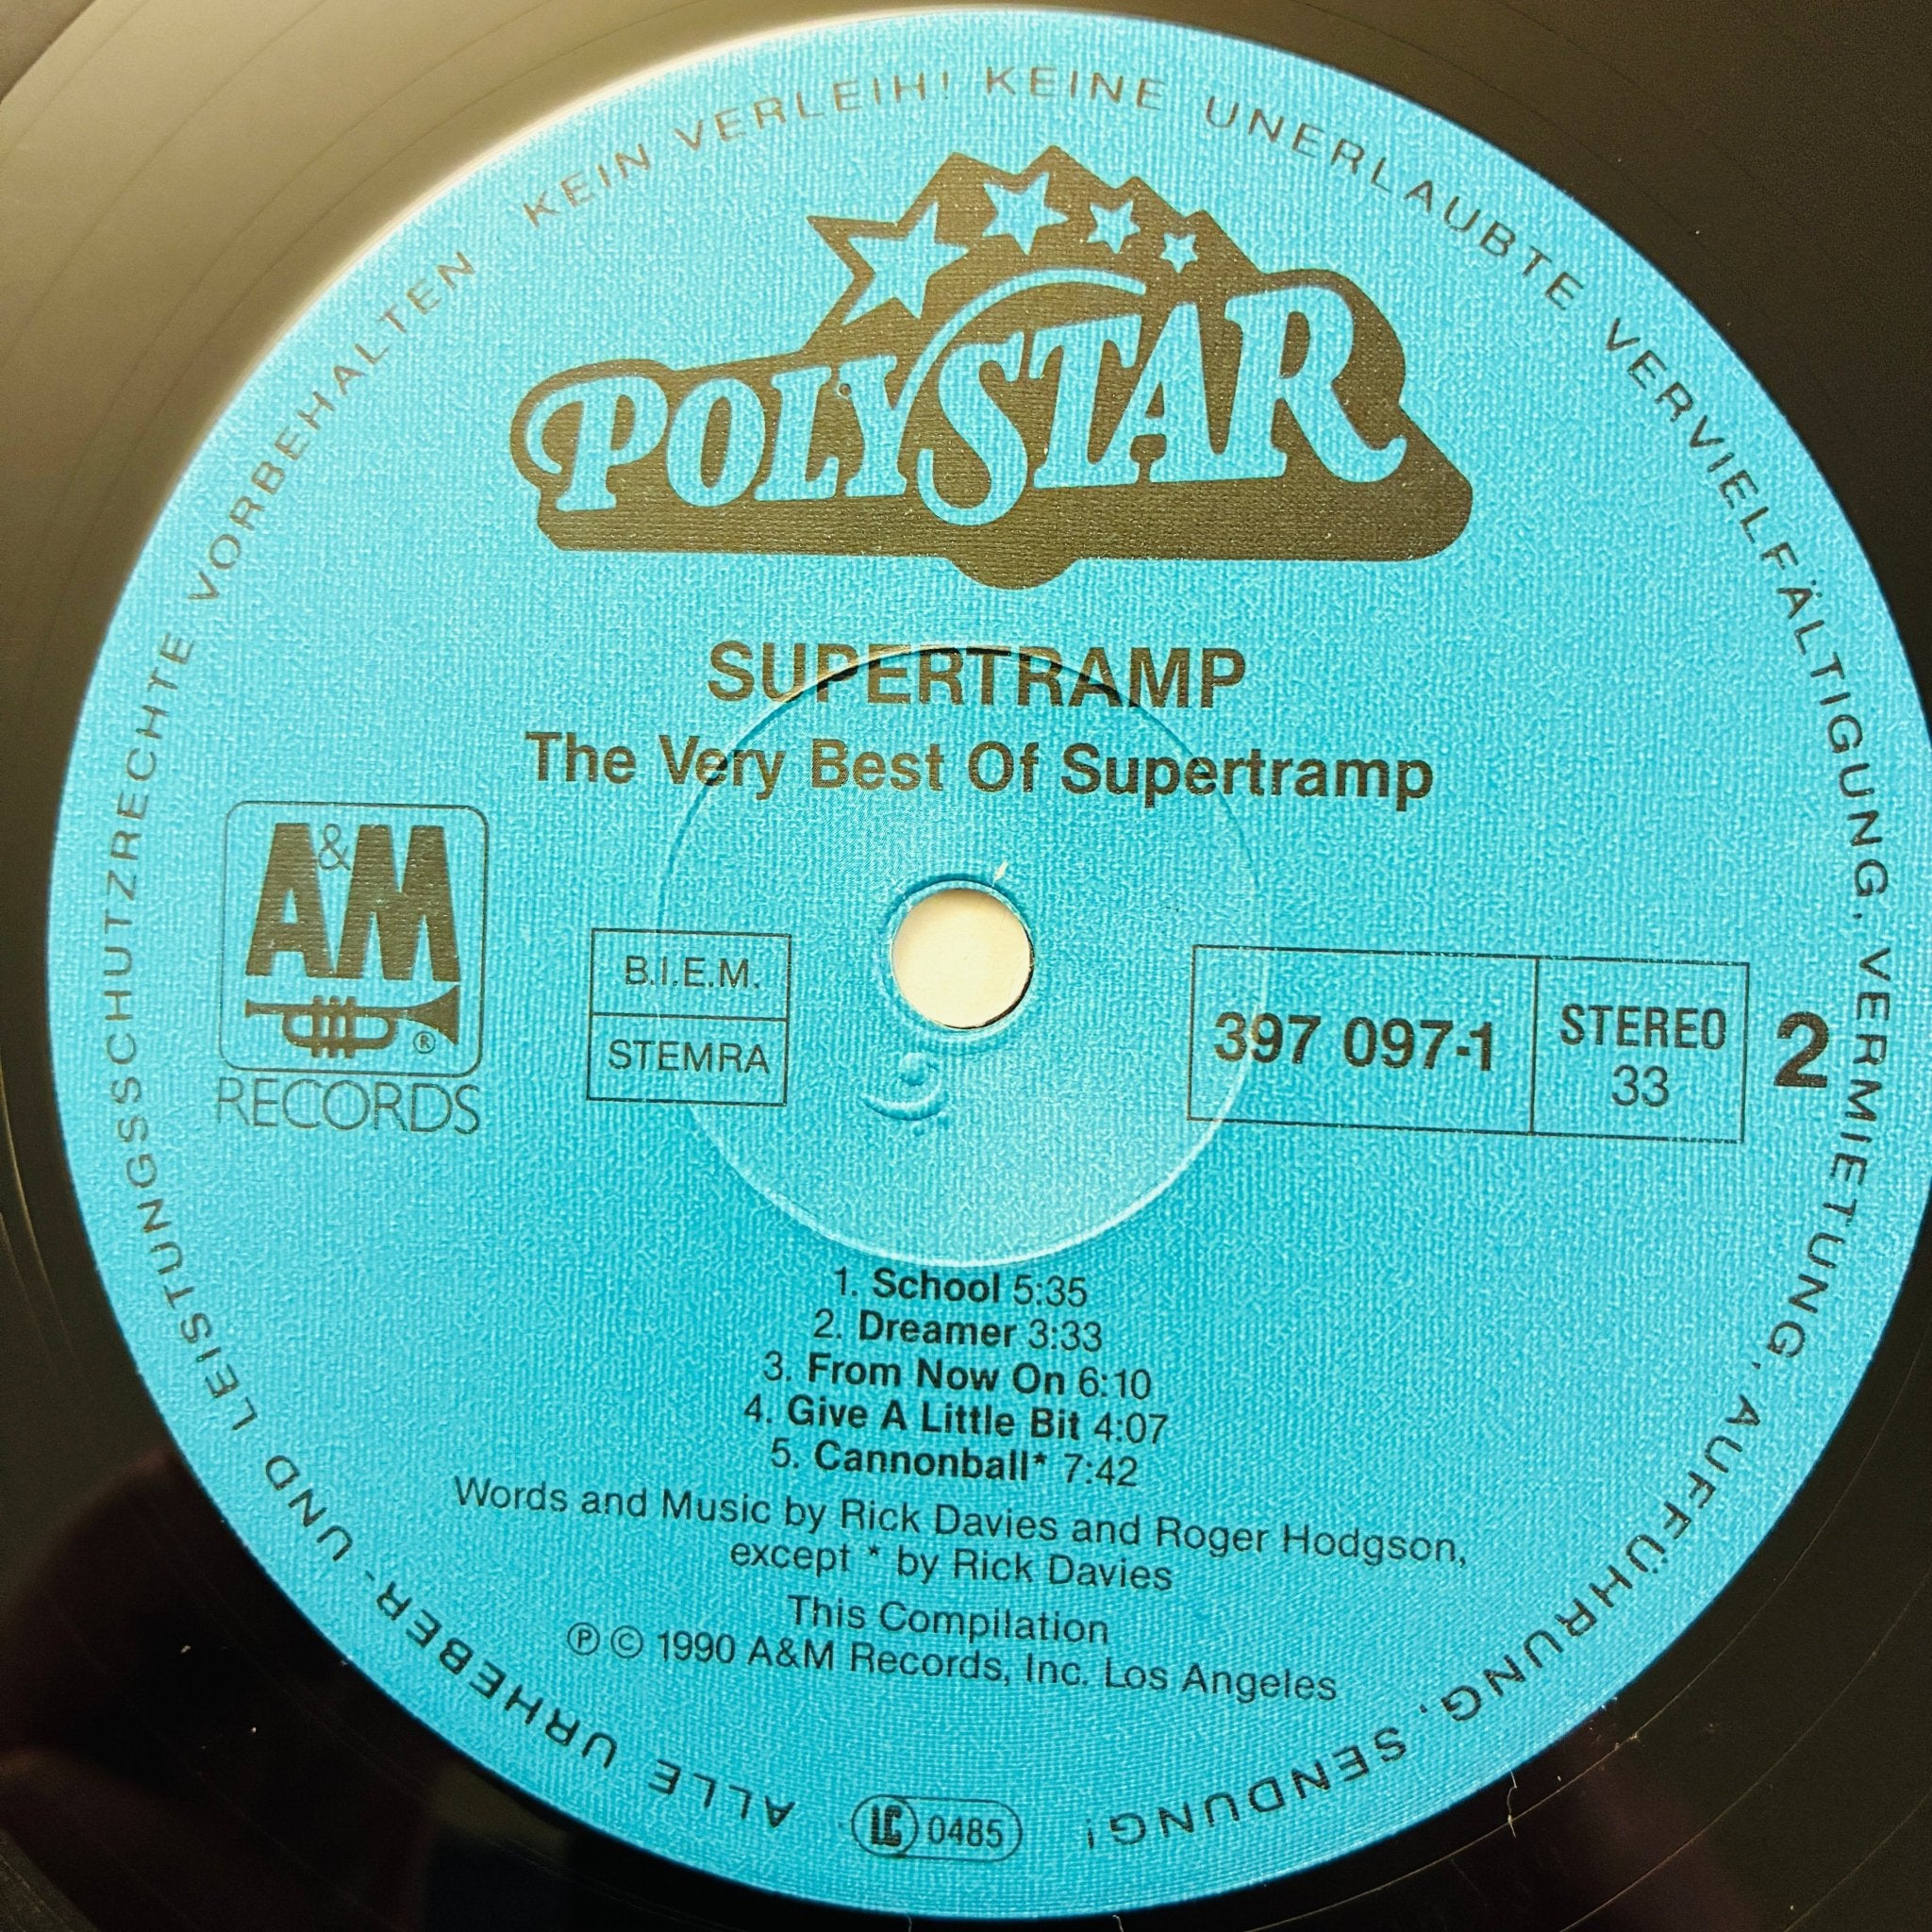 ALLE URHEBER- UND LEISTUNGSSCHUTZRECHTE VORBEHALTEN KEIN VERLEIH! KEINE UNERLAUBTE VERVIELFÄLTIGUNG, VERMIETUNG, AUFFÜHRUNG, SENDUNG!
POLYSTAR
SUPERTRAMP
The Very Best Of Supertramp
A&M
®
RECORDS
B.I.E.M.
STEMRA
397 097-1
STEREO
33
2
1. School 5:35
2. Dreamer 3:33
3. From Now On 6:10
4. Give A Little Bit 4:07
5. Cannonball* 7:42
Words and Music by Rick Davies and Roger Hodgson,
except * by Rick Davies
This Compilation
Ⓟ © 1990 A&M Records, Inc. Los Angeles
LC 0485